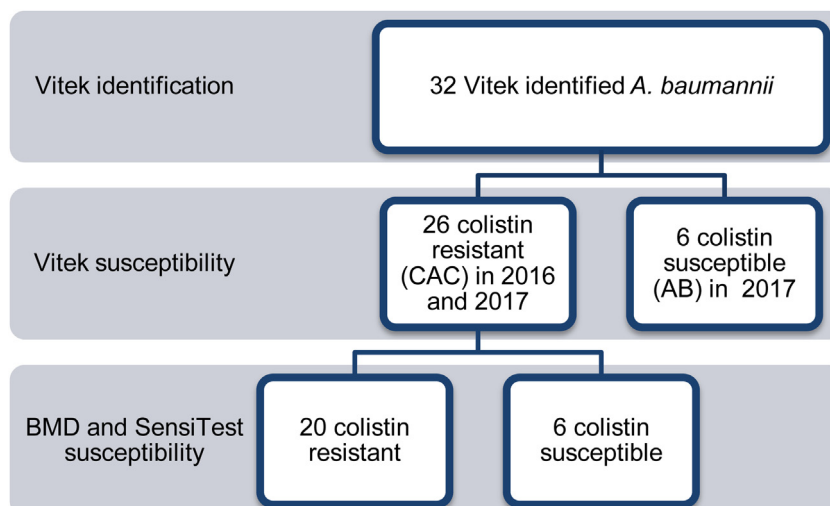 Vitek identification
32 Vitek identified A. baumannii
Vitek susceptibility
26 colistin
resistant
(CAC) in 2016
and 2017
6 colistin
susceptible
(AB) in  2017
BMD and SensiTest
susceptibility
20 colistin
resistant
6 colistin
susceptible